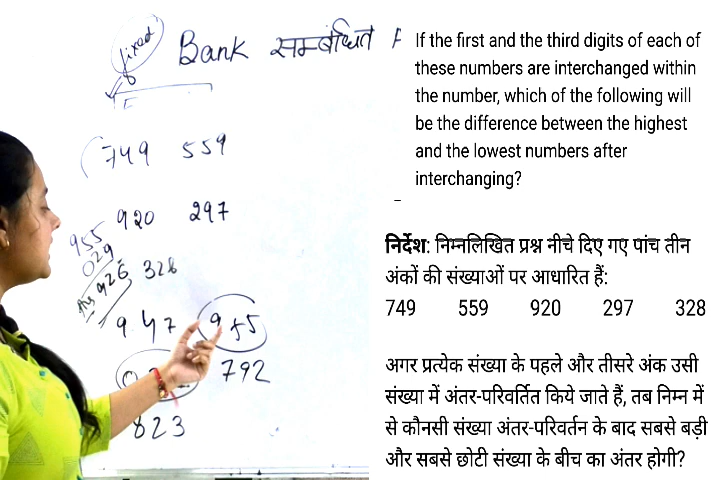 fixed
Bank सम्बंधित
749 559
920 297
328
955
029
Ans 926
947 955
792
823
If the first and the third digits of each of
these numbers are interchanged within
the number, which of the following will
be the difference between the highest
and the lowest numbers after
interchanging?
निर्देश: निम्नलिखित प्रश्न नीचे दिए गए पांच तीन
अंकों की संख्याओं पर आधारित हैं:
749 559 920 297 328
अगर प्रत्येक संख्या के पहले और तीसरे अंक उसी
संख्या में अंतर-परिवर्तित किये जाते हैं, तब निम्न में
से कौनसी संख्या अंतर-परिवर्तन के बाद सबसे बड़ी
और सबसे छोटी संख्या के बीच का अंतर होगी?